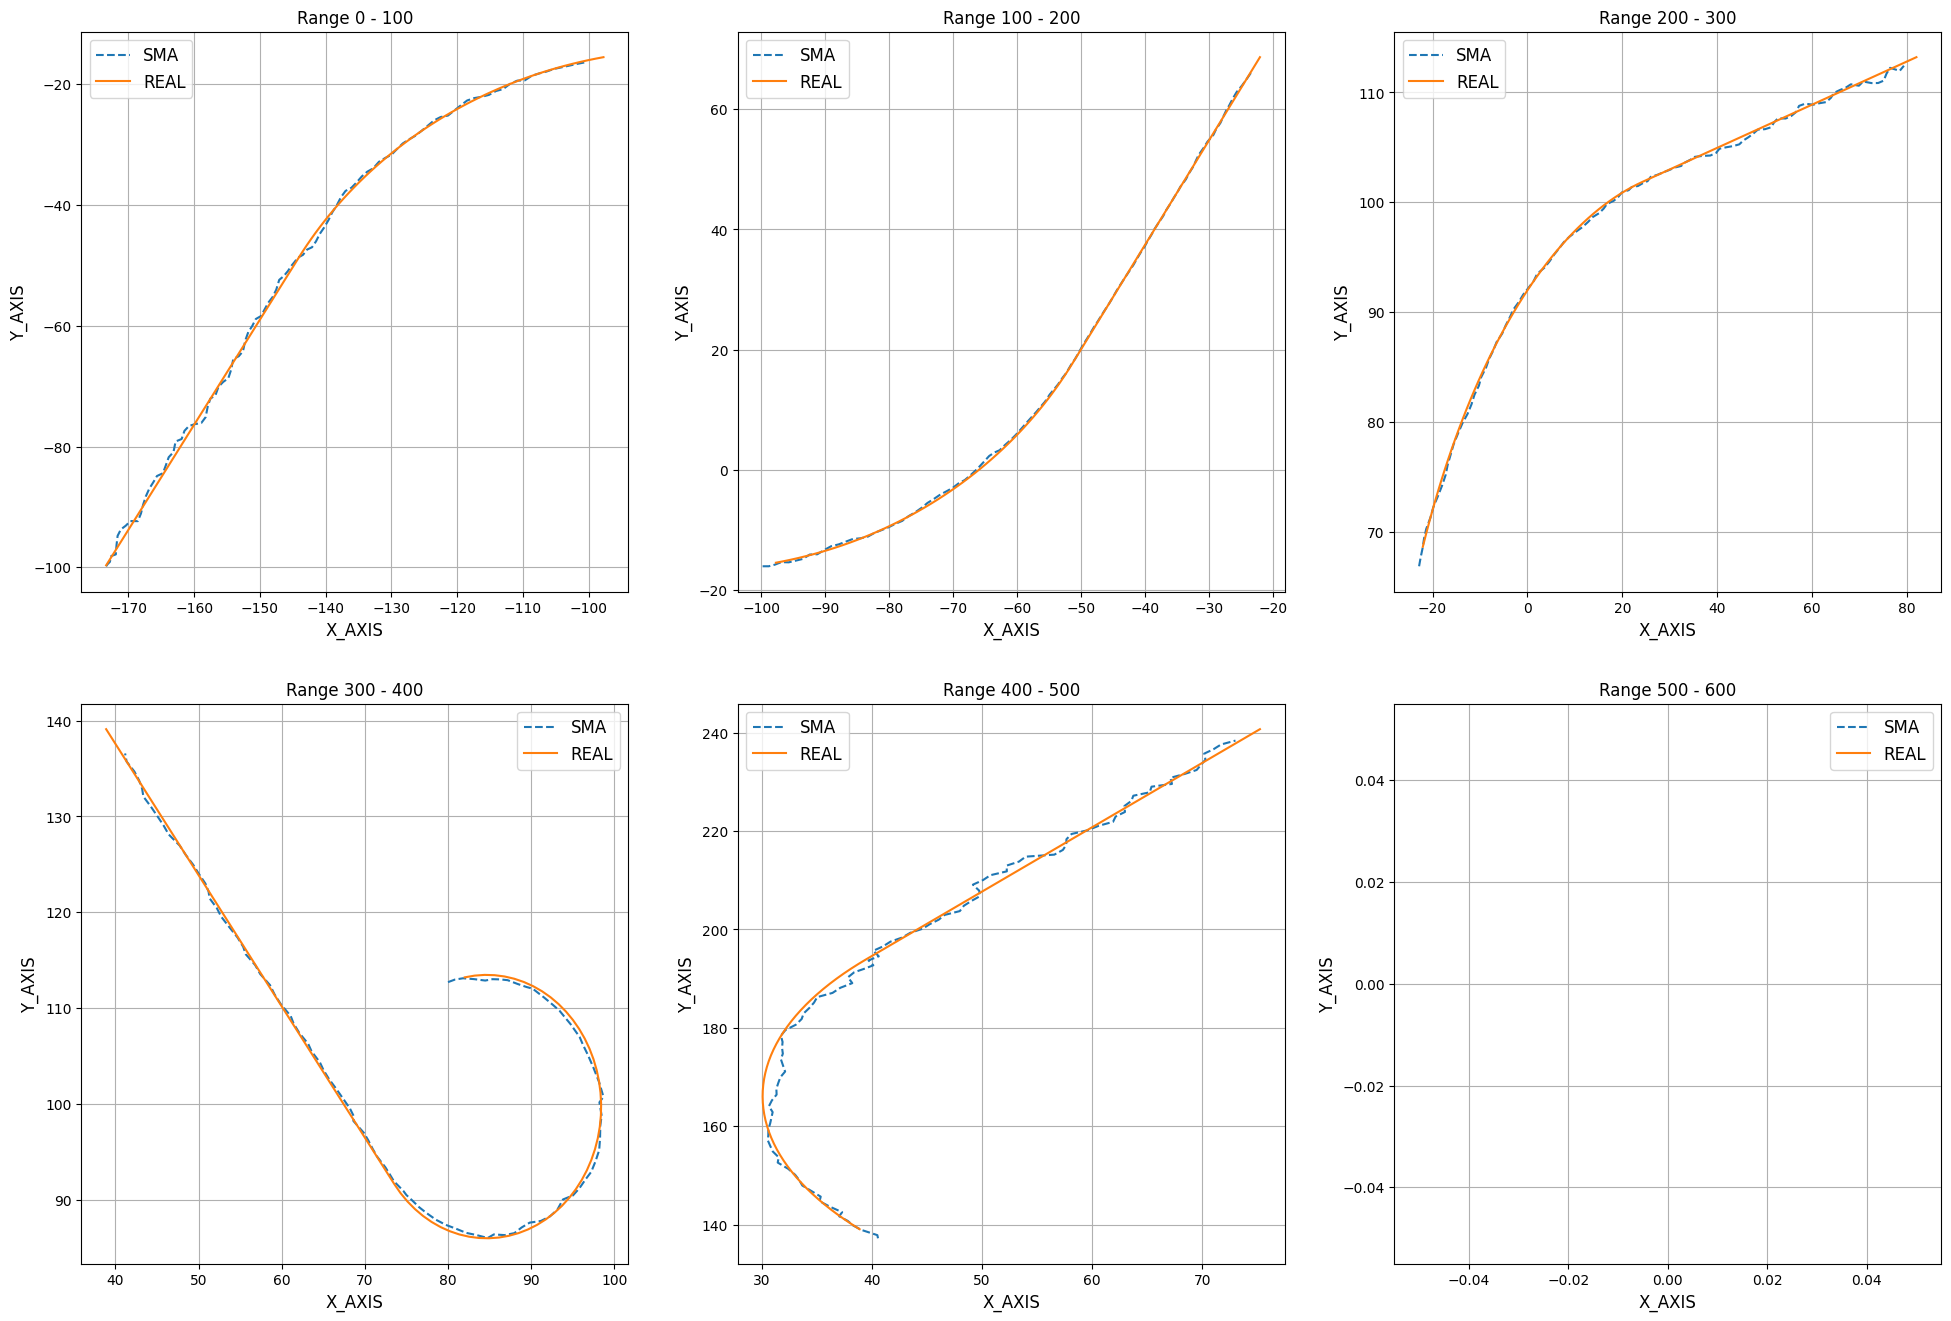 Range 0 - 100
SMA
REAL
Y_AXIS
−20
−40
−60
−80
−100
−170 −160 −150 −140 −130 −120 −110 −100
X_AXIS
Range 100 - 200
SMA
REAL
Y_AXIS
60
40
20
0
−20
−100 −90 −80 −70 −60 −50 −40 −30 −20
X_AXIS
Range 200 - 300
SMA
REAL
Y_AXIS
110
100
90
80
70
−20 0 20 40 60 80
X_AXIS
Range 300 - 400
SMA
REAL
Y_AXIS
140
130
120
110
100
90
40 50 60 70 80 90 100
X_AXIS
Range 400 - 500
SMA
REAL
Y_AXIS
240
220
200
180
160
140
30 40 50 60 70
X_AXIS
Range 500 - 600
SMA
REAL
Y_AXIS
0.04
0.02
0.00
−0.02
−0.04
−0.04 −0.02 0.00 0.02 0.04
X_AXIS